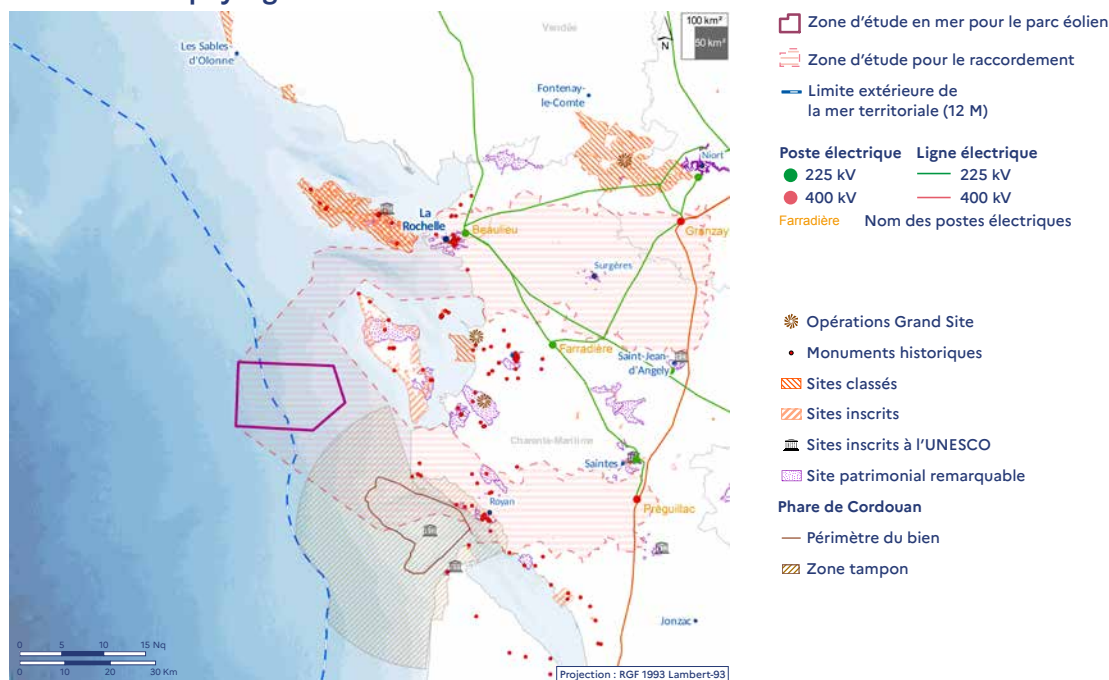 Les Sables
d'Olonne
Vendée
100 km²
50 km²
N
Fontenay-
le-Comte
Niort
La
Rochelle
Beaulieu
Granzay
Surgères
Farradière
Saint-Jean-
d'Angely
Charente-Maritime
Saintes
Royan
Préguillac
Jonzac
0 5 10 15 Nq
0 10 20 30 Km
Projection : RGF 1993 Lambert-93
Zone d'étude en mer pour le parc éolien
Zone d'étude pour le raccordement
Limite extérieure de
la mer territoriale (12 M)
Poste électrique Ligne électrique
225 kV 225 kV
400 kV 400 kV
Farradière Nom des postes électriques
Opérations Grand Site
Monuments historiques
Sites classés
Sites inscrits
Sites inscrits à l'UNESCO
Site patrimonial remarquable
Phare de Cordouan
Périmètre du bien
Zone tampon